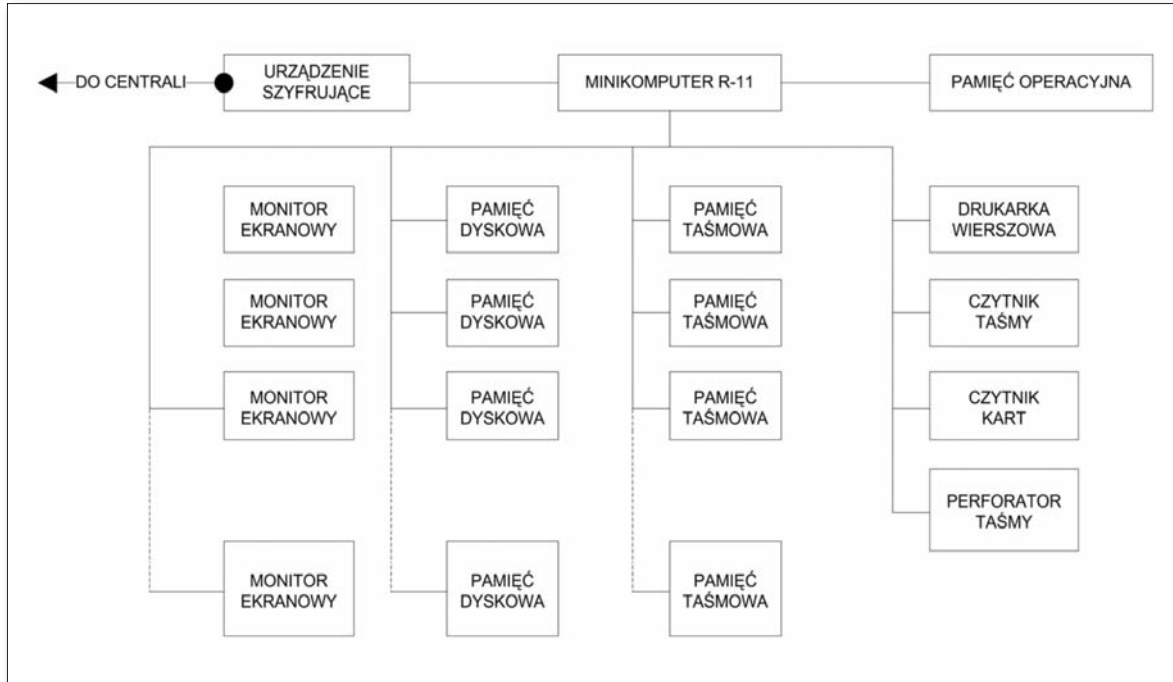 DO CENTRALI
URZĄDZENIE
SZYFRUJĄCE
MINIKOMPUTER R-11
PAMIĘĆ OPERACYJNA
MONITOR
EKRANOWY
PAMIĘĆ
DYSKOWA
PAMIĘĆ
TAŚMOWA
DRUKARKA
WIERSZOWA
MONITOR
EKRANOWY
PAMIĘĆ
DYSKOWA
PAMIĘĆ
TAŚMOWA
CZYTNIK
TAŚMY
MONITOR
EKRANOWY
PAMIĘĆ
DYSKOWA
PAMIĘĆ
TAŚMOWA
CZYTNIK
KART
PERFORATOR
TAŚMY
MONITOR
EKRANOWY
PAMIĘĆ
DYSKOWA
PAMIĘĆ
TAŚMOWA